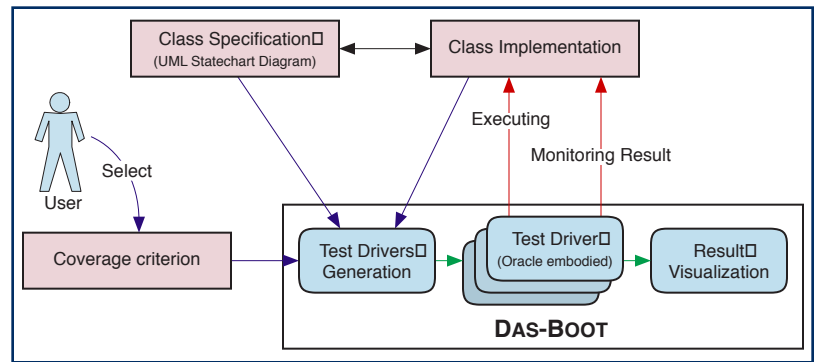 Class Specification
(UML Statechart Diagram)
Class Implementation
Executing
Monitoring Result
Select
User
Coverage criterion
Test Drivers
Generation
Test Driver
(Oracle embodied)
Result
Visualization
DAS-BOOT